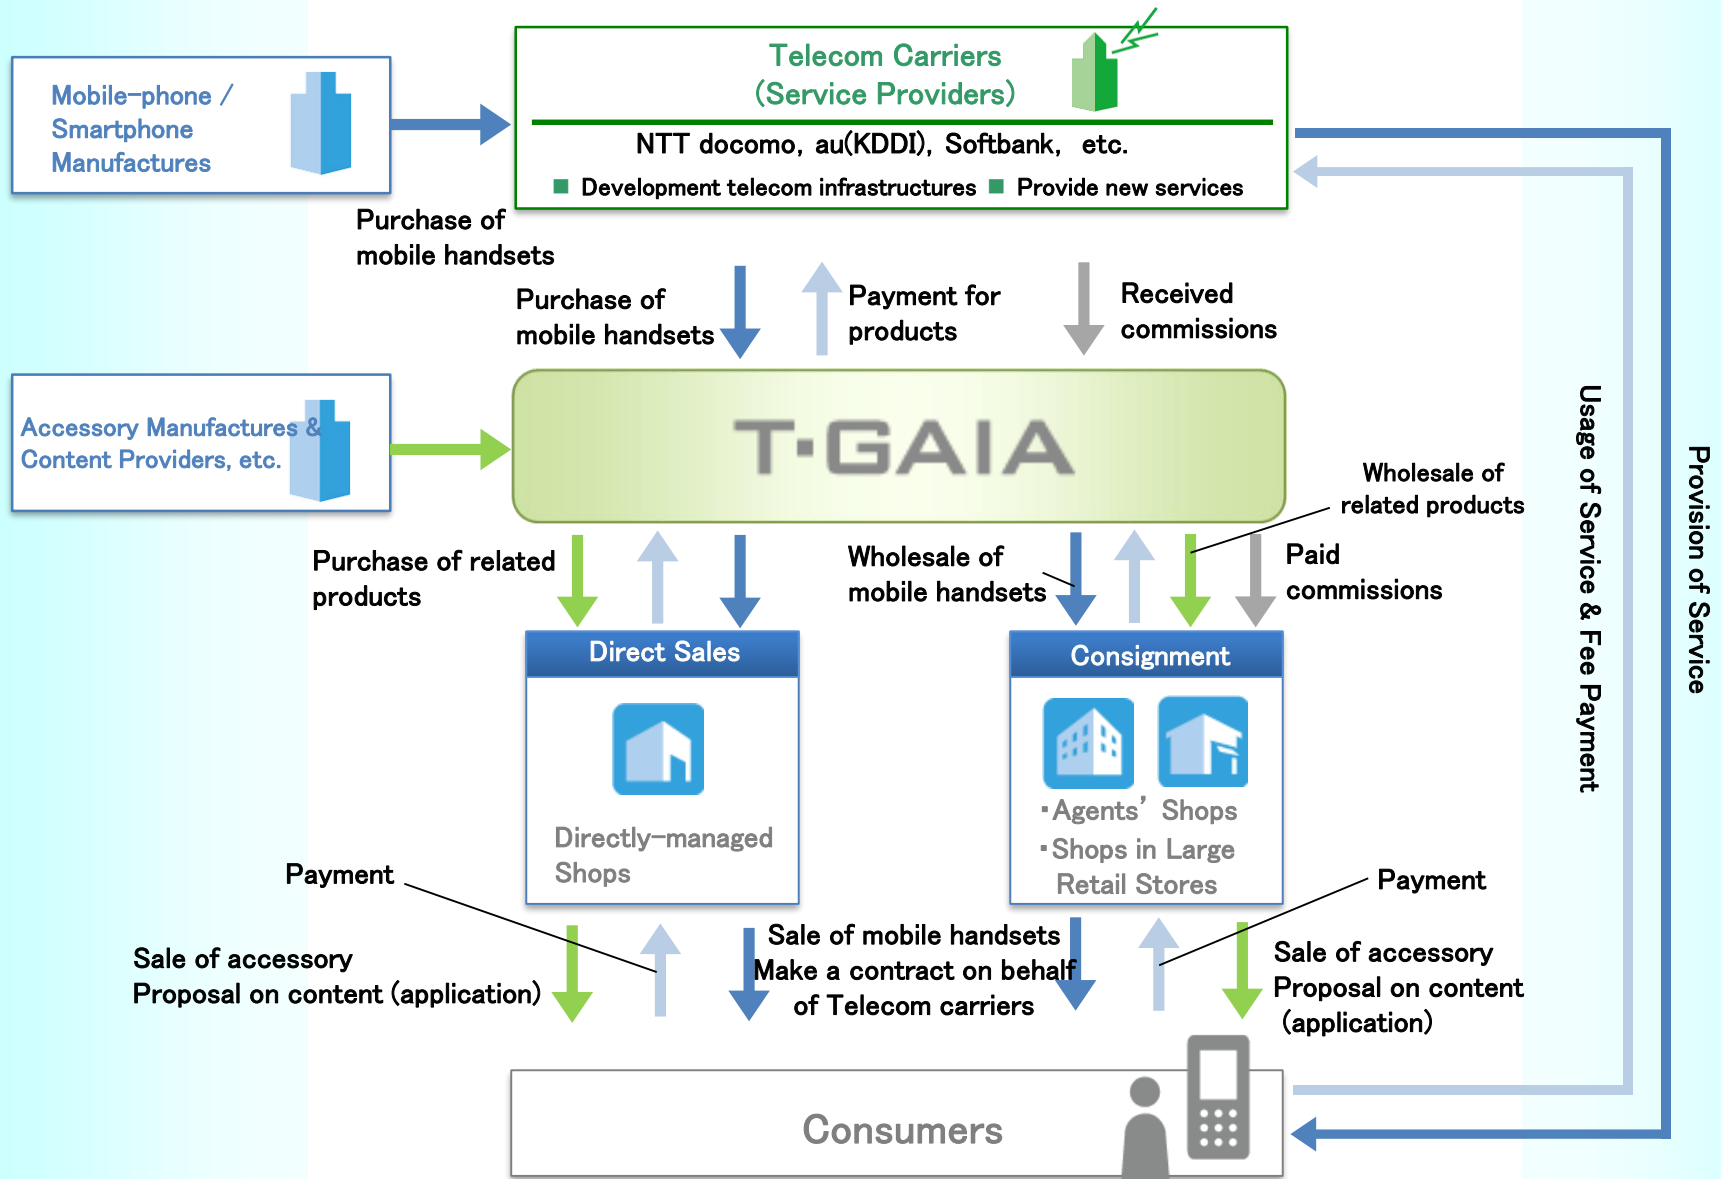 Telecom Carriers
(Service Providers)
NTT docomo, au(KDDI), Softbank, etc.
■ Development telecom infrastructures ■ Provide new services
Mobile-phone /
Smartphone
Manufactures
Purchase of
mobile handsets
Purchase of
mobile handsets
Payment for
products
Received
commissions
Accessory Manufactures &
Content Providers, etc.
T·GAIA
Wholesale of
related products
Purchase of related
products
Wholesale of
mobile handsets
Paid
commissions
Usage of Service & Fee Payment
Provision of Service
Direct Sales
Directly-managed
Shops
Consignment
・Agents’ Shops
・Shops in Large
Retail Stores
Payment
Payment
Sale of accessory
Proposal on content (application)
Sale of mobile handsets
Make a contract on behalf
of Telecom carriers
Sale of accessory
Proposal on content
(application)
Consumers